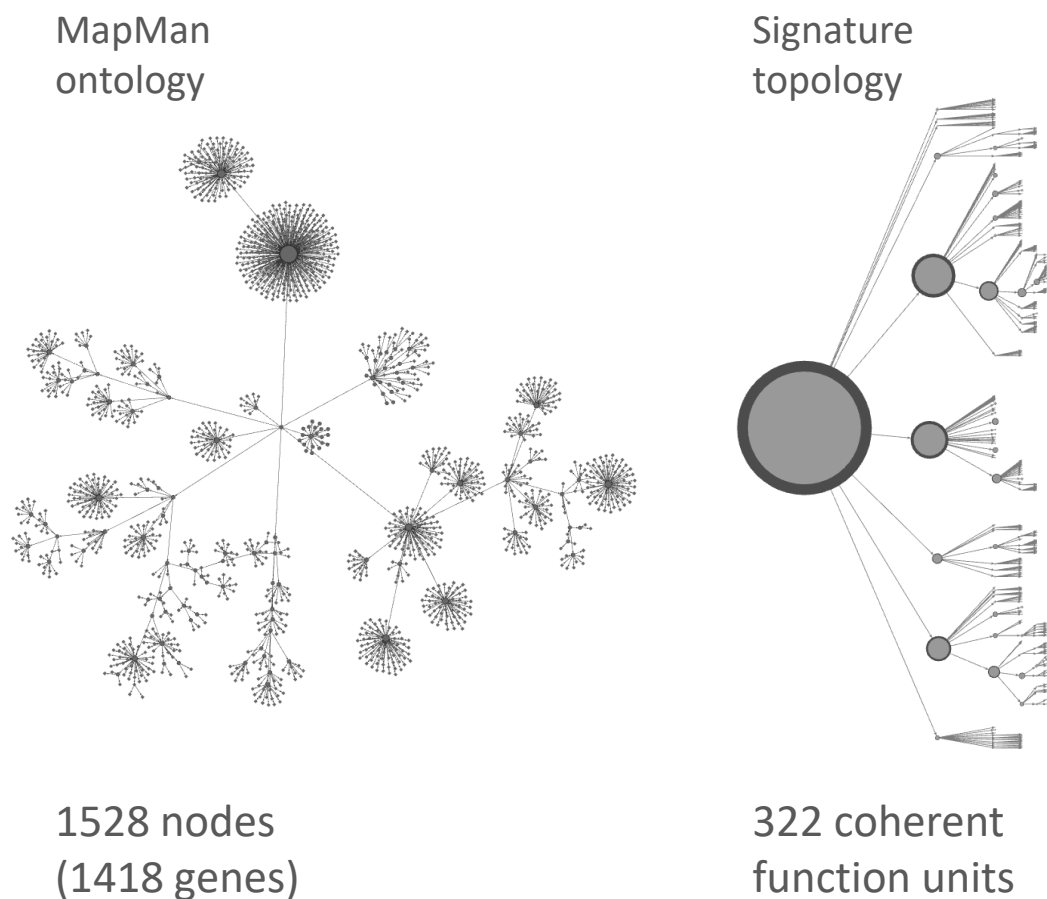 MapMan
ontology
Signature
topology
1528 nodes
(1418 genes)
322 coherent
function units